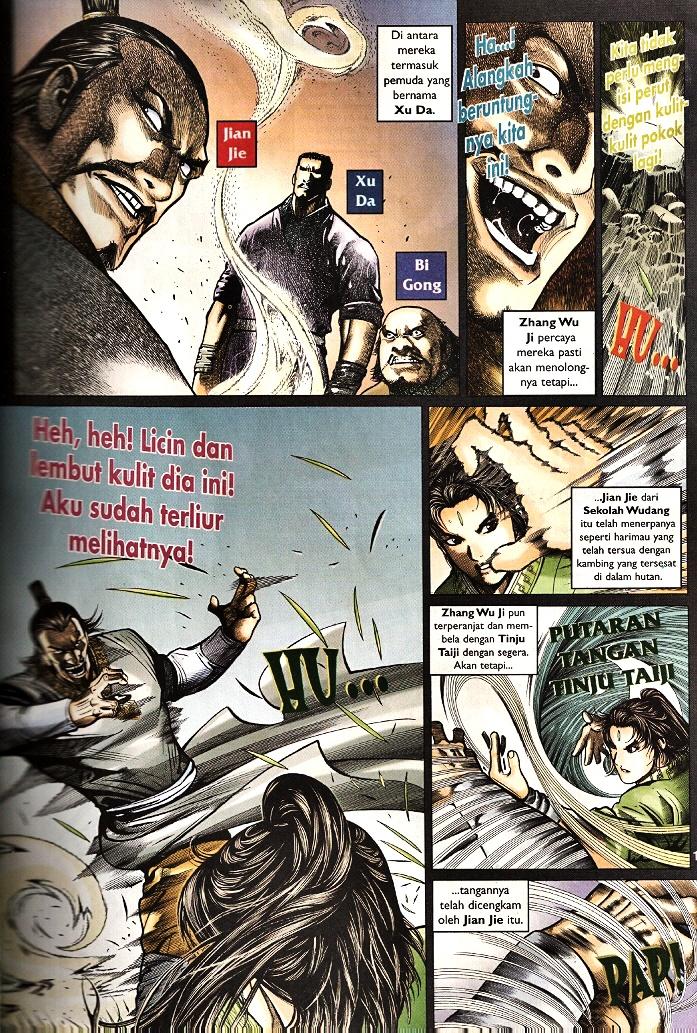 Di antara
mereka
termasuk
pemuda yang
bernama
Xu Da.
Jian
Jie
Xu
Da
Bi
Gong
Ha...!
Alangkah
beruntung-
nya kita
ini!
Zhang Wu
Ji percaya
mereka pasti
akan menolong-
nya tetapi...
Kita tidak
perlu meng-
isi perut
dengan kulit-
kulit pokok
lagi!
HU...
Heh, heh! Licin dan
lembut kulit dia ini!
Aku sudah terliur
melihatnya!
HU...
...Jian Jie dari
Sekolah Wudang
itu telah menerpanya
seperti harimau yang
telah tersua dengan
kambing yang tersesat
di dalam hutan.
Zhang Wu Ji pun
terperanjat dan mem-
bela dengan Tinju
Taiji dengan segera.
Akan tetapi...
PUTARAN
TANGAN
TINJU TAIJI
...tangannya
telah dicengkam
oleh Jian Jie itu.
PAP!